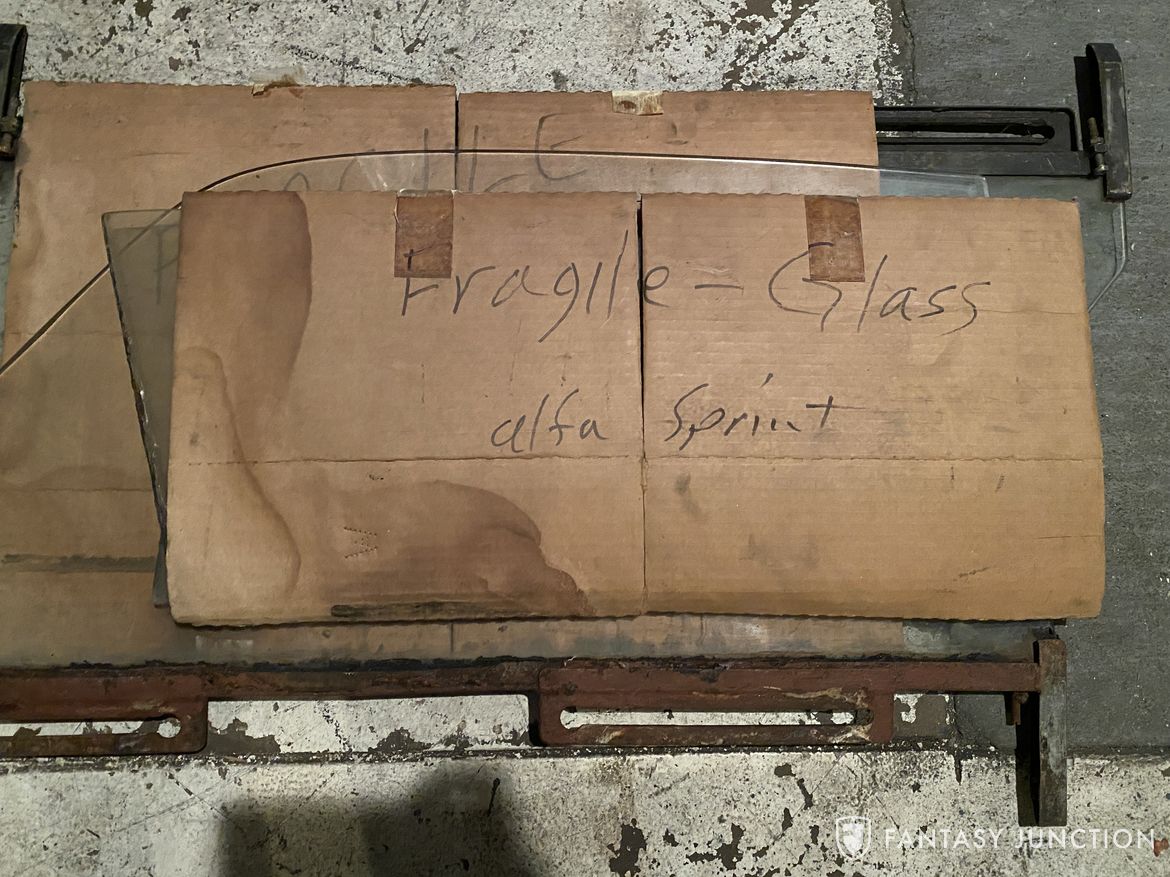 Fragile - Glass
alfa Sprint
FANTASY JUNCTION